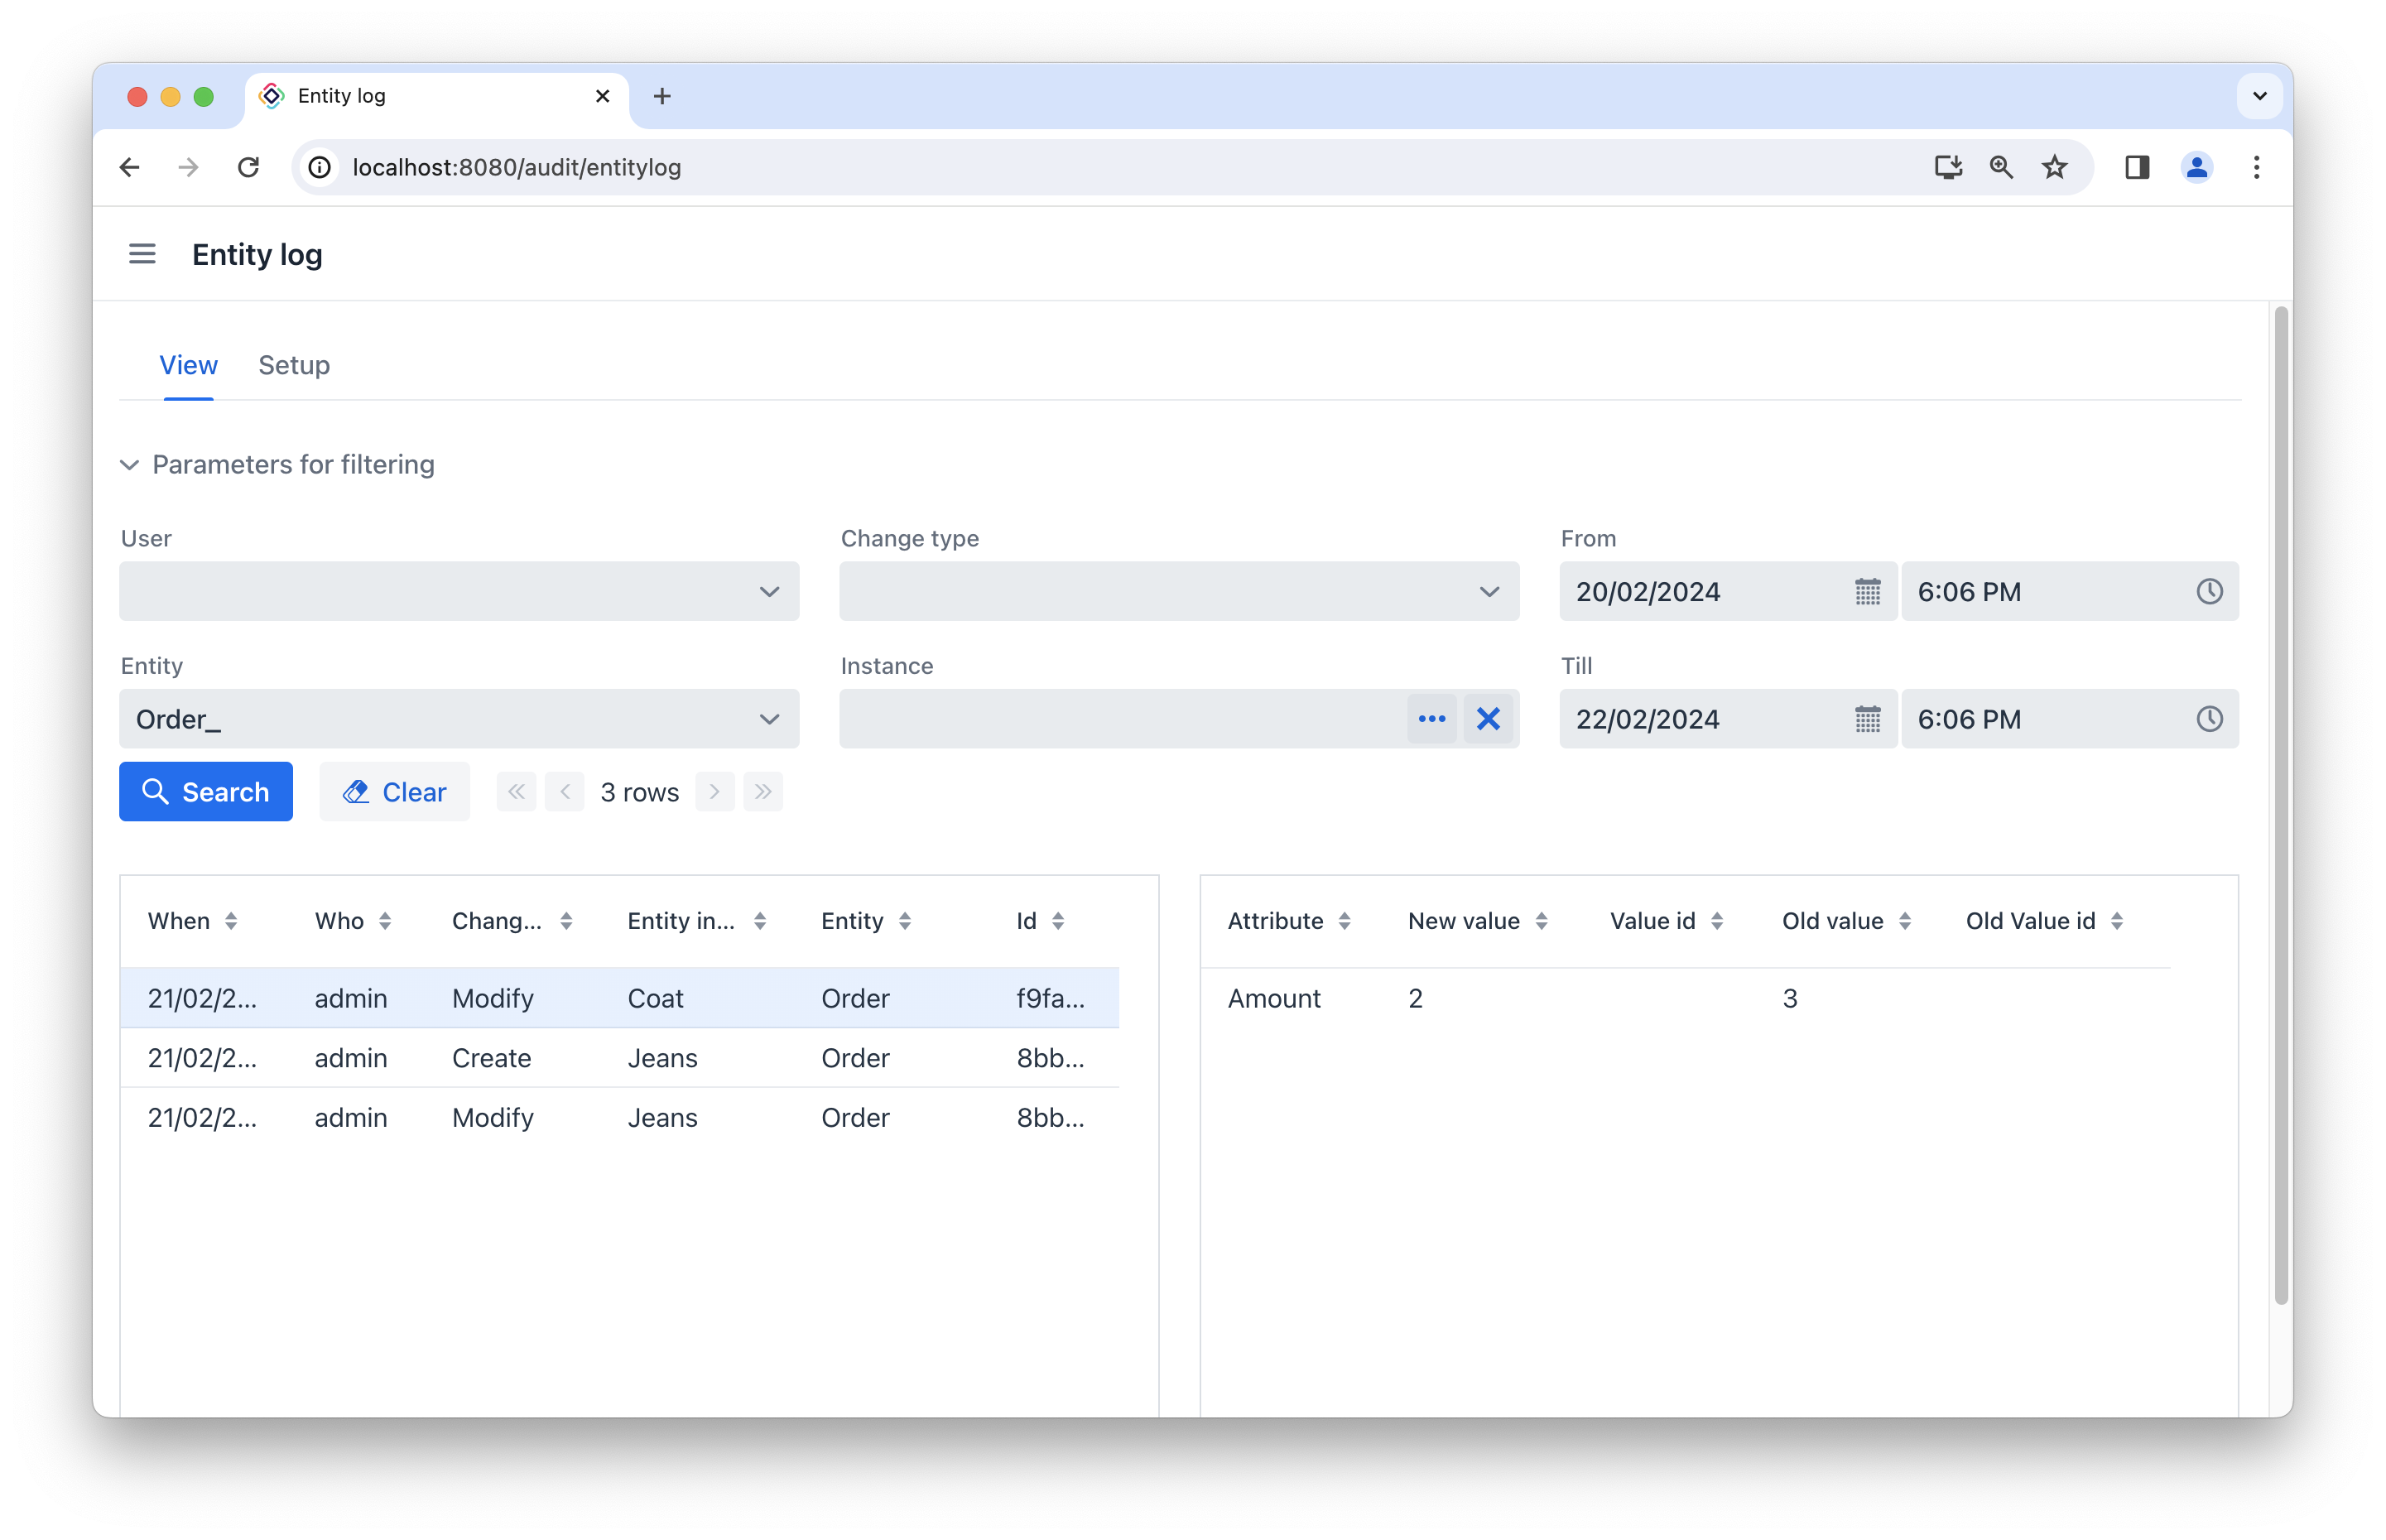 Entity log
localhost:8080/audit/entitylog
Entity log
View Setup
Parameters for filtering
User Change type From
20/02/2024 6:06 PM
Entity Instance Till
Order_ 22/02/2024 6:06 PM
Search Clear 3 rows
When Who Chang... Entity in... Entity Id Attribute New value Value id Old value Old Value id
21/02/2... admin Modify Coat Order f9fa... Amount 2 3
21/02/2... admin Create Jeans Order 8bb...
21/02/2... admin Modify Jeans Order 8bb...